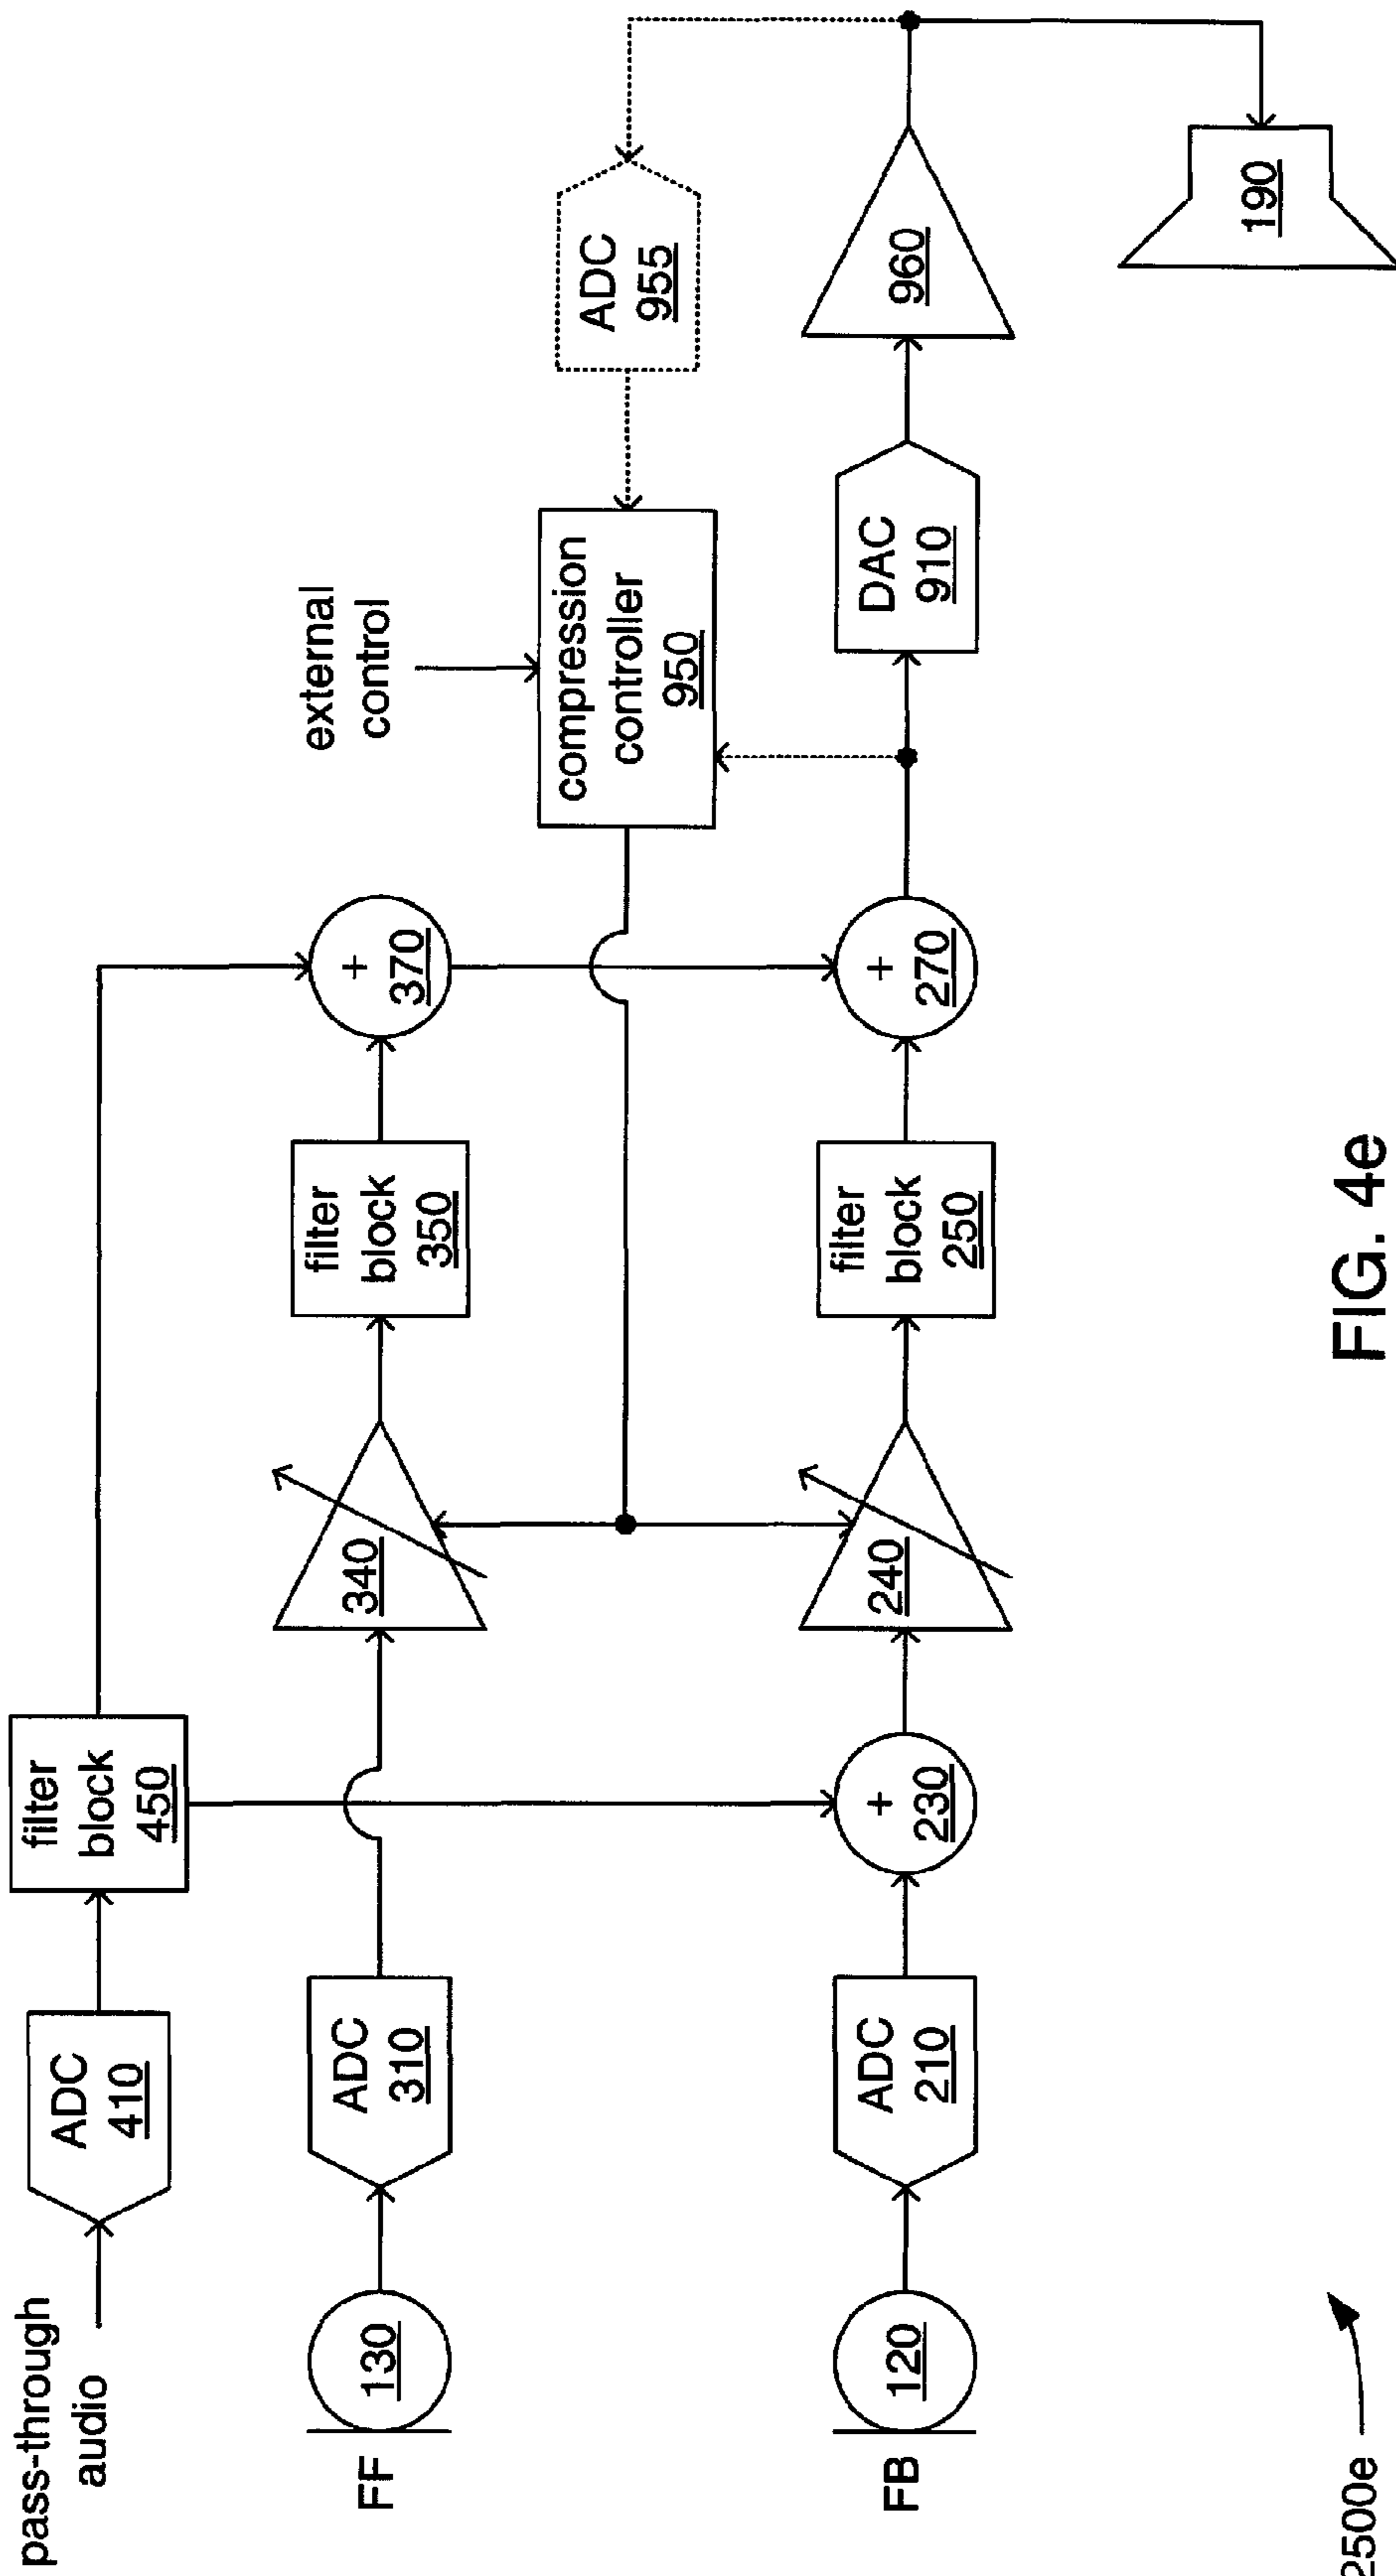 pass-through
audio
ADC
410
filter
block
450
FF
130
ADC
310
340
filter
block
350
+
370
external
control
compression
controller
950
ADC
955
FB
120
ADC
210
+
230
240
filter
block
250
+
270
DAC
910
960
190
2500e
FIG. 4e